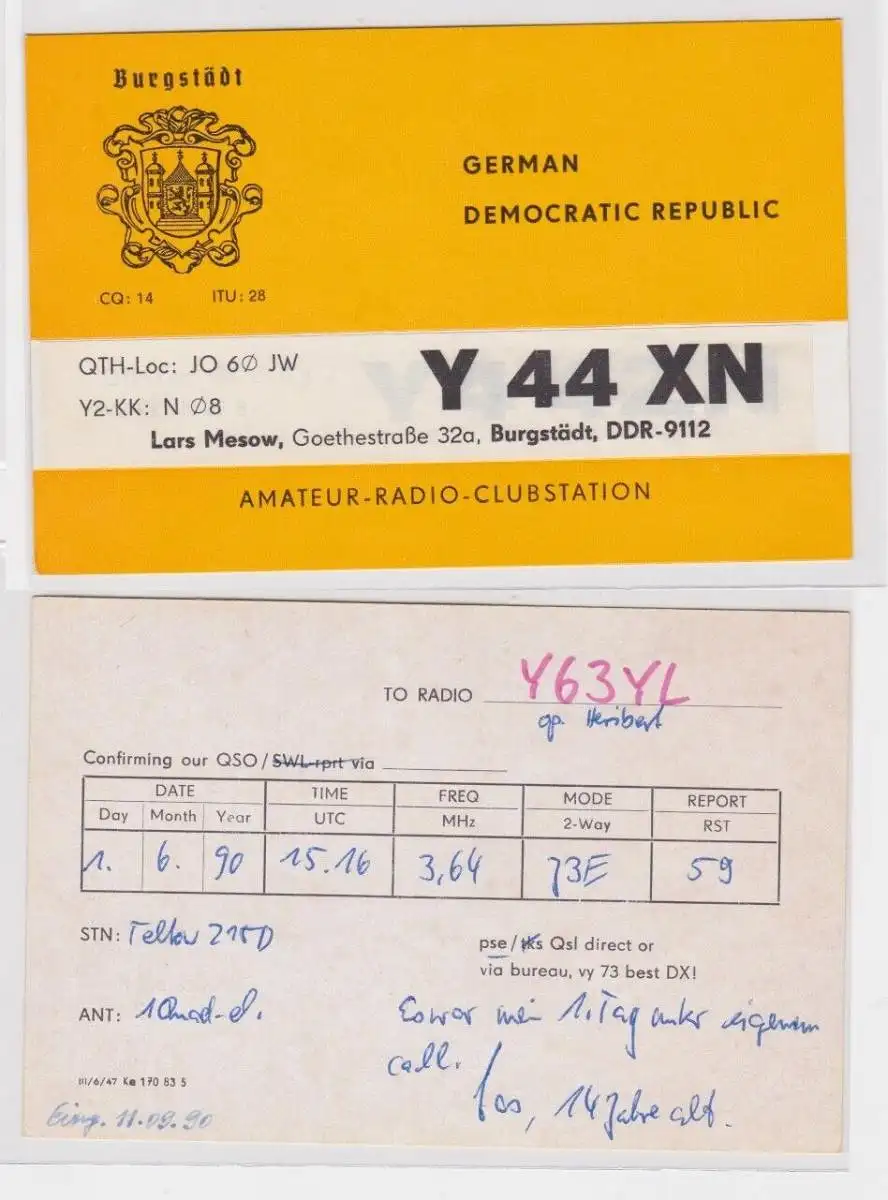 Burgstädt
GERMAN
DEMOCRATIC REPUBLIC
CQ: 14 ITU: 28
QTH-Loc: JO 6Ø JW
Y2-KK: N Ø8
Y 44 XN
Lars Mesow, Goethestraße 32a, Burgstädt, DDR-9112
AMATEUR-RADIO-CLUBSTATION
TO RADIO Y63YL
op. Heribert
Confirming our QSO/SWL-rprt via
DATE TIME FREQ MODE REPORT
Day Month Year UTC MHz 2-Way RST
1. 6. 90 15.16 3,64 J3E 59
STN: Teltow 215D
pse/tks Qsl direct or
via bureau, vy 73 best DX!
ANT: 1 Quad-el.
Es war mein 1. Tag unter eigenem
call.
Lars, 14 Jahre alt.
III/6/47 Ka 170 83 5
Eing. 11.09.90